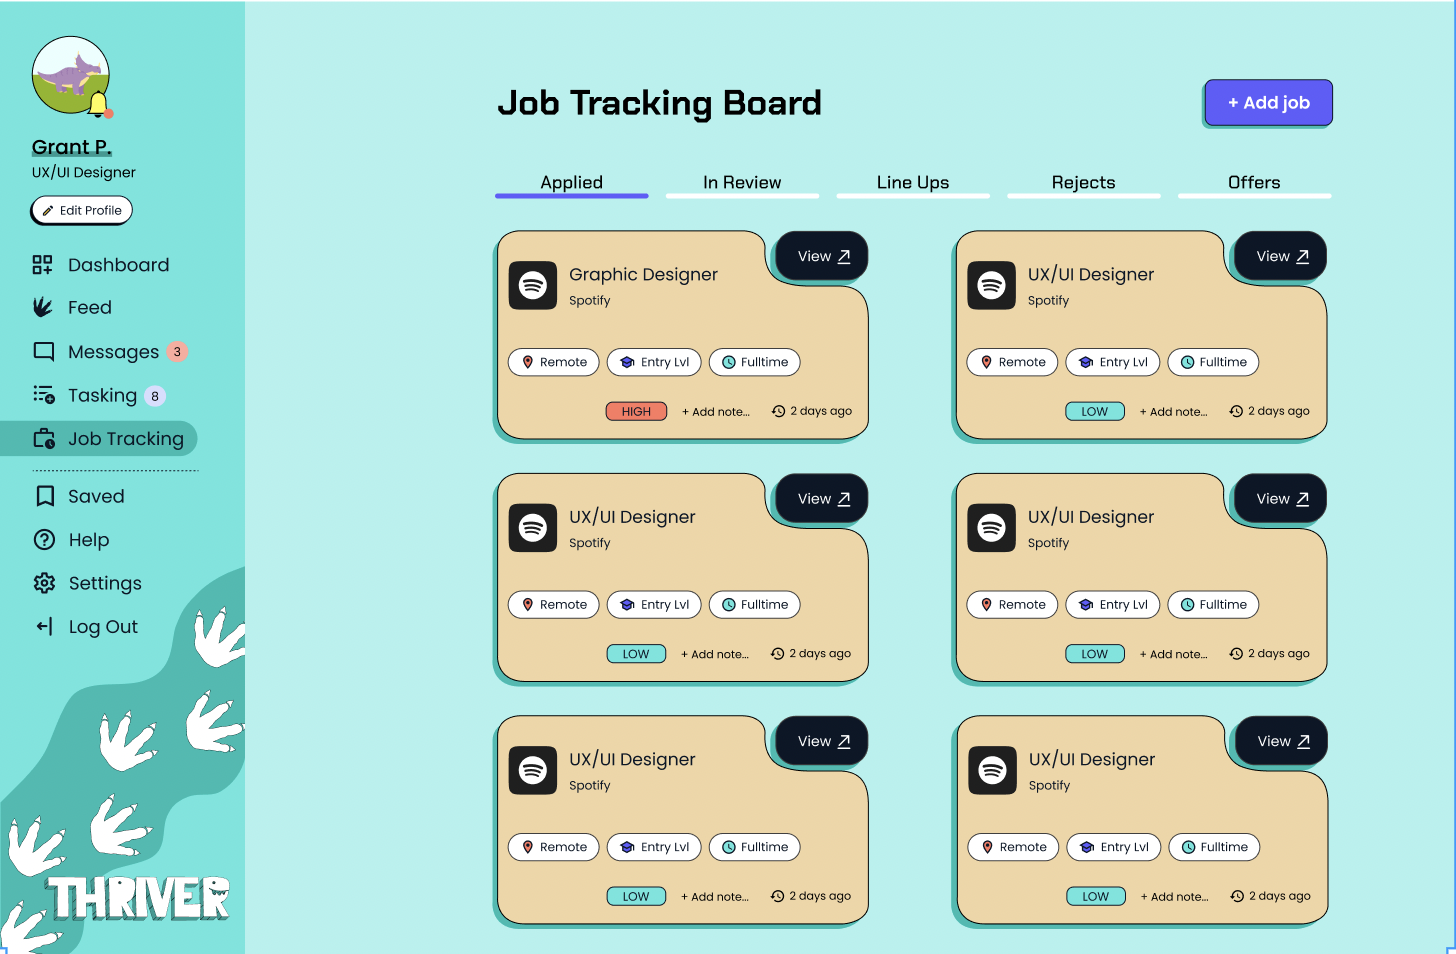 Grant P.
UX/UI Designer
Edit Profile
Dashboard
Feed
Messages 3
Tasking 8
Job Tracking
Saved
Help
Settings
Log Out
THRIVER
Job Tracking Board
+ Add job
Applied In Review Line Ups Rejects Offers
View
Graphic Designer
Spotify
Remote Entry Lvl Fulltime
HIGH + Add note... 2 days ago
View
UX/UI Designer
Spotify
Remote Entry Lvl Fulltime
LOW + Add note... 2 days ago
View
UX/UI Designer
Spotify
Remote Entry Lvl Fulltime
LOW + Add note... 2 days ago
View
UX/UI Designer
Spotify
Remote Entry Lvl Fulltime
LOW + Add note... 2 days ago
View
UX/UI Designer
Spotify
Remote Entry Lvl Fulltime
LOW + Add note... 2 days ago
View
UX/UI Designer
Spotify
Remote Entry Lvl Fulltime
LOW + Add note... 2 days ago